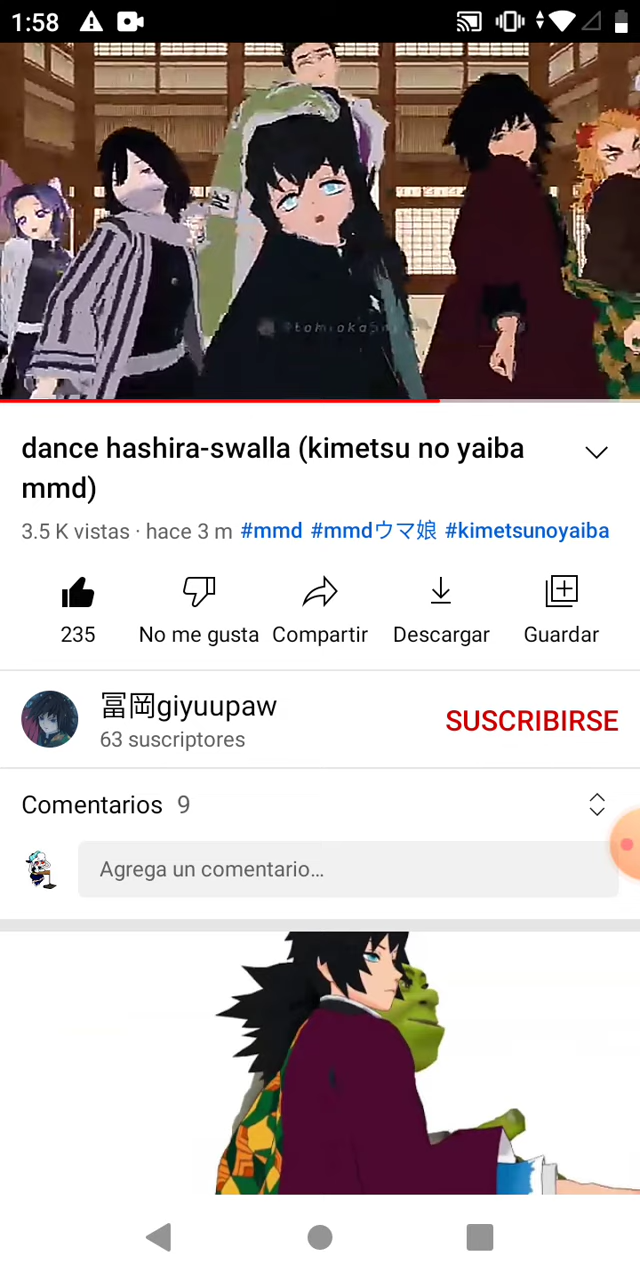 1:58
dance hashira-swalla (kimetsu no yaiba
mmd)
3.5 K vistas · hace 3 m #mmd #mmdウマ娘 #kimetsunoyaiba
235 No me gusta Compartir Descargar Guardar
冨岡giyuupaw
SUSCRIBIRSE
63 suscriptores
Comentarios 9
Agrega un comentario...